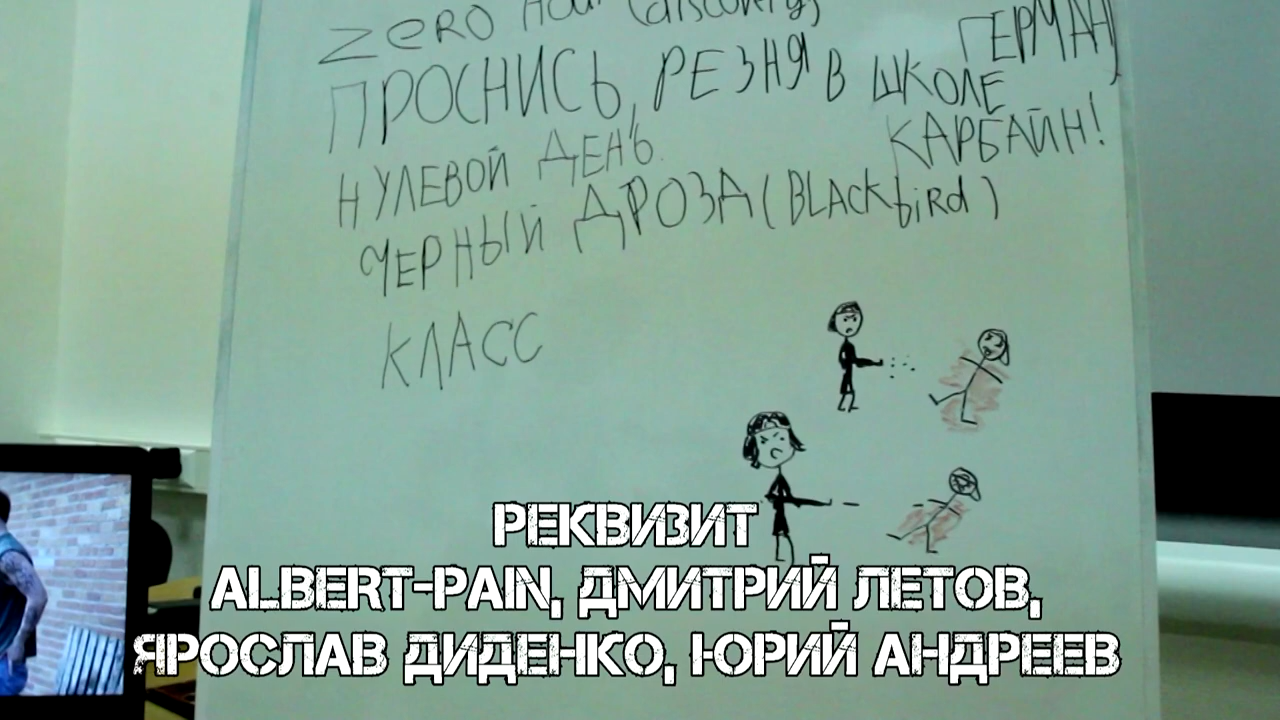 ZERO HOUR (discovery)
ГЕРМАН,
ПРОСНИСЬ, РЕЗНЯ В ШКОЛЕ
НУЛЕВОЙ ДЕНЬ
КАРБАЙН!
ЧЕРНЫЙ ДРОЗД (BLAckbiRd)
КЛАСС
РЕКВИЗИТ
ALBERT-PAIN, ДМИТРИЙ ЛЕТОВ,
ЯРОСЛАВ ДИДЕНКО, ЮРИЙ АНДРЕЕВ